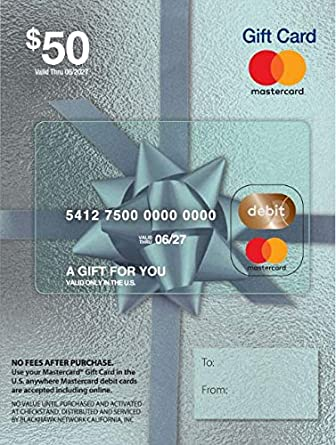 $50
Valid Thru 06/2027
Gift Card
mastercard
5412 7500 0000 0000
debit
VALID
THRU 06/27
mastercard
A GIFT FOR YOU
VALID ONLY IN THE U.S.
NO FEES AFTER PURCHASE.
Use your Mastercard® Gift Card in the
U.S. anywhere Mastercard debit cards
are accepted including online.
NO VALUE UNTIL PURCHASED AND ACTIVATED
AT CHECKSTAND, DISTRIBUTED AND SERVICED
BY BLACKHAWK NETWORK CALIFORNIA, INC.
To:
From: